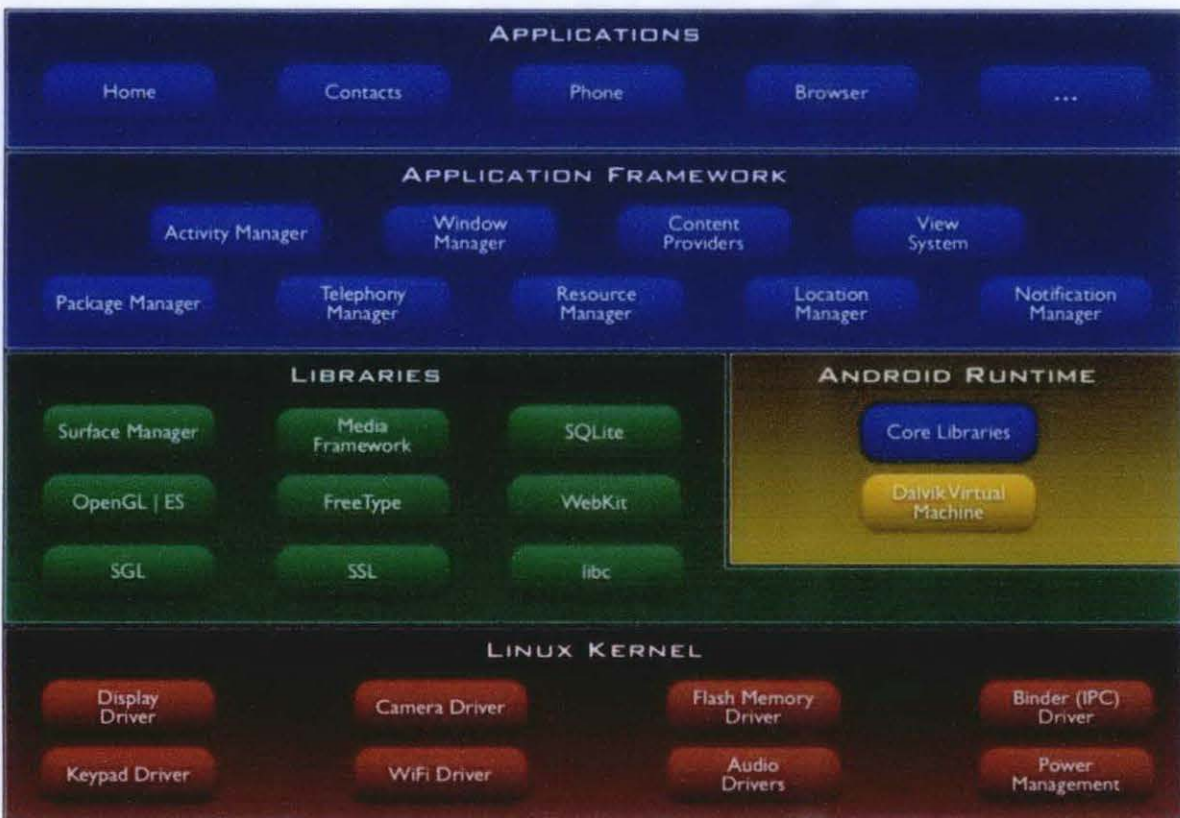 APPLICATIONS
Home
Contacts
Phone
Browser
...
APPLICATION FRAMEWORK
Activity Manager
Window
Manager
Content
Providers
View
System
Package Manager
Telephony
Manager
Resource
Manager
Location
Manager
Notification
Manager
LIBRARIES
Surface Manager
Media
Framework
SQLite
OpenGL | ES
FreeType
WebKit
SGL
SSL
libc
ANDROID RUNTIME
Core Libraries
Dalvik Virtual
Machine
LINUX KERNEL
Display
Driver
Camera Driver
Flash Memory
Driver
Binder (IPC)
Driver
Keypad Driver
WiFi Driver
Audio
Drivers
Power
Management